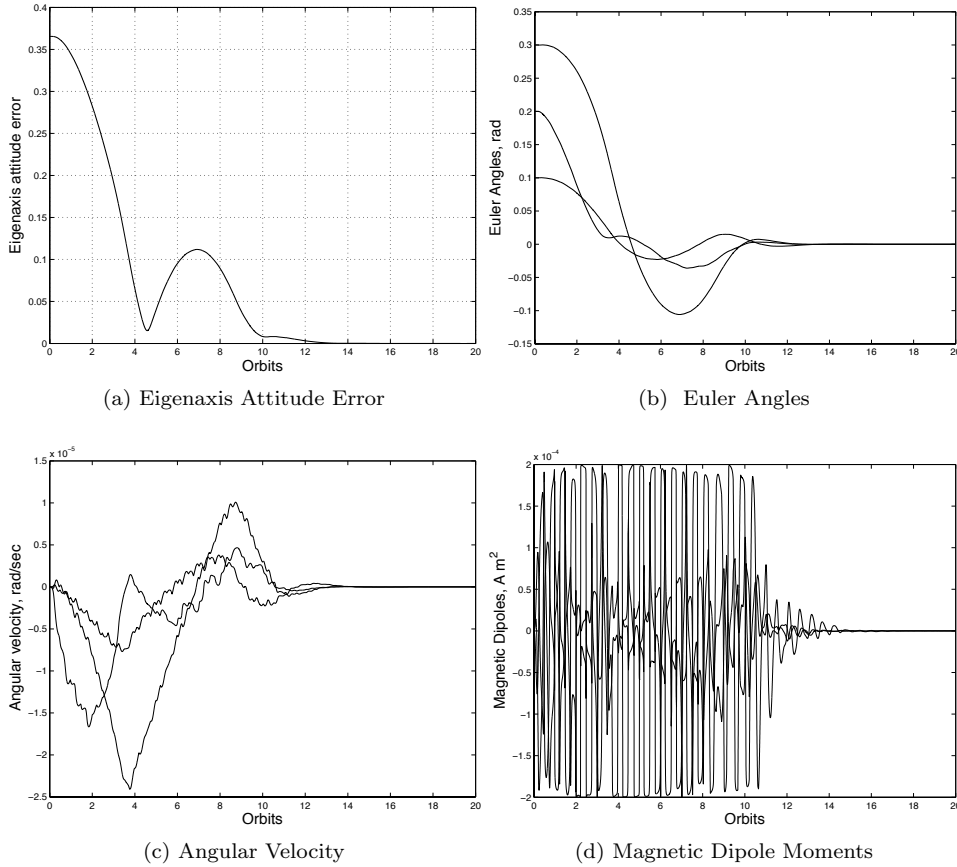 0.4
0.35
0.3
0.25
0.2
0.15
0.1
0.05
0
Eigenaxis attitude error
0 2 4 6 8 10 12 14 16 18 20
Orbits
(a) Eigenaxis Attitude Error
0.35
0.3
0.25
0.2
0.15
0.1
0.05
0
−0.05
−0.1
−0.15
Euler Angles, rad
0 2 4 6 8 10 12 14 16 18 20
Orbits
(b) Euler Angles
x 10⁻⁵
1.5
1
0.5
0
−0.5
−1
−1.5
−2
−2.5
Angular velocity, rad/sec
0 2 4 6 8 10 12 14 16 18 20
Orbits
(c) Angular Velocity
x 10⁻⁴
2
1.5
1
0.5
0
−0.5
−1
−1.5
−2
Magnetic Dipoles, A m²
0 2 4 6 8 10 12 14 16 18 20
Orbits
(d) Magnetic Dipole Moments